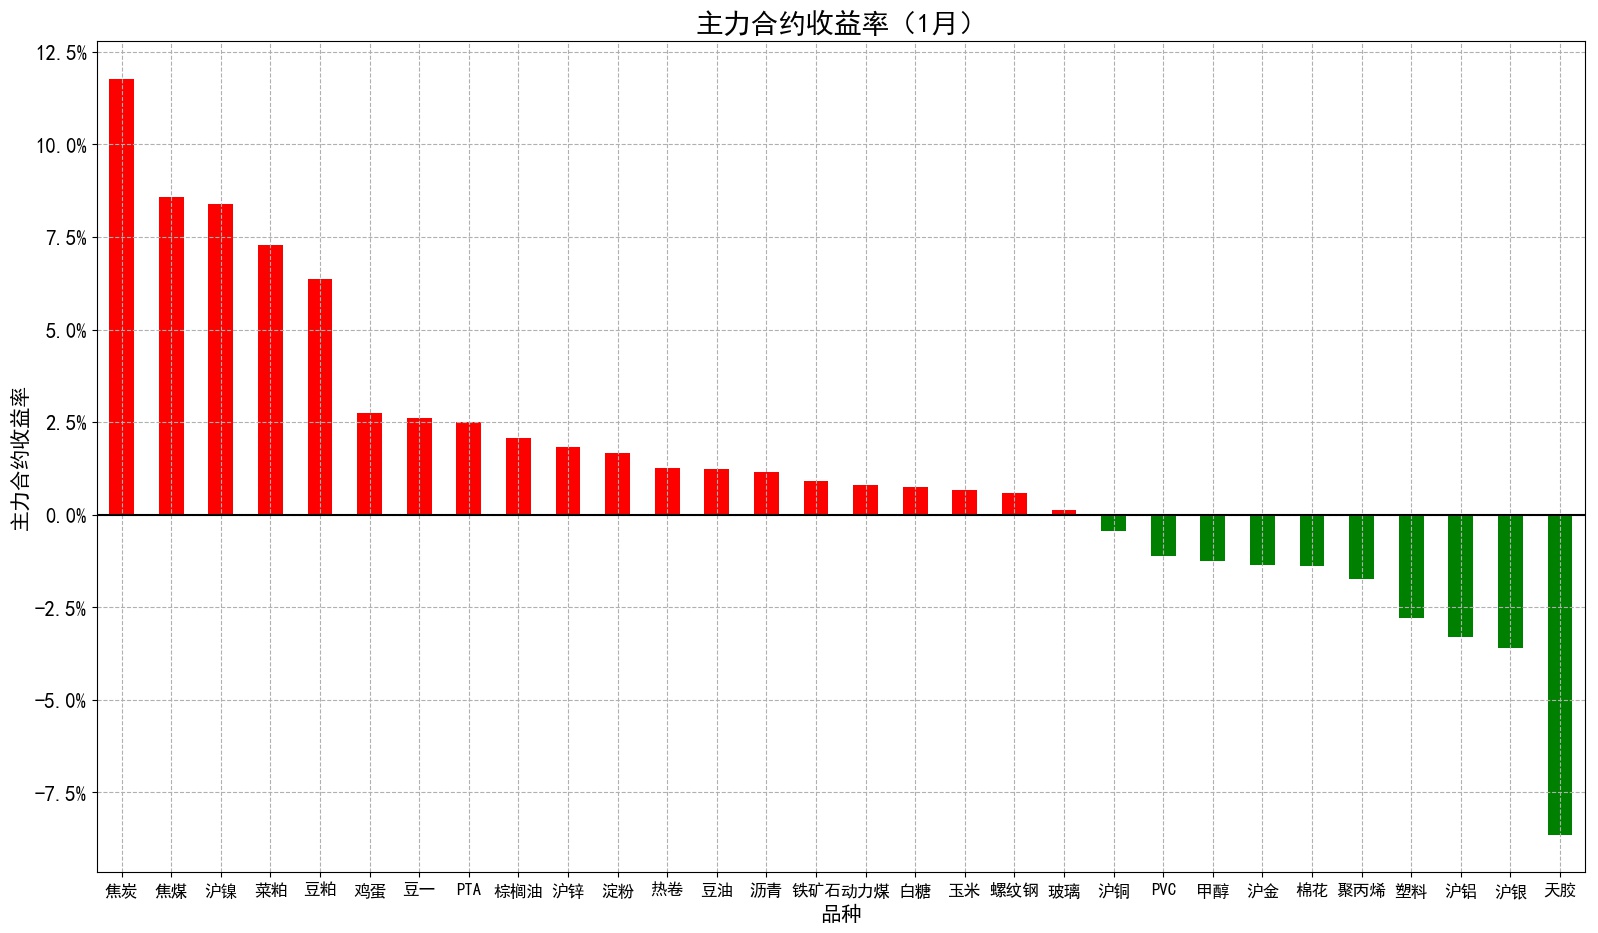 主力合约收益率（1月）
12.5%
10.0%
7.5%
5.0%
2.5%
0.0%
−2.5%
−5.0%
−7.5%
主力合约收益率
焦炭 焦煤 沪镍 菜粕 豆粕 鸡蛋 豆一 PTA 棕榈油 沪锌 淀粉 热卷 豆油 沥青 铁矿石 动力煤 白糖 玉米 螺纹钢 玻璃 沪铜 PVC 甲醇 沪金 棉花 聚丙烯 塑料 沪铝 沪银 天胶
品种